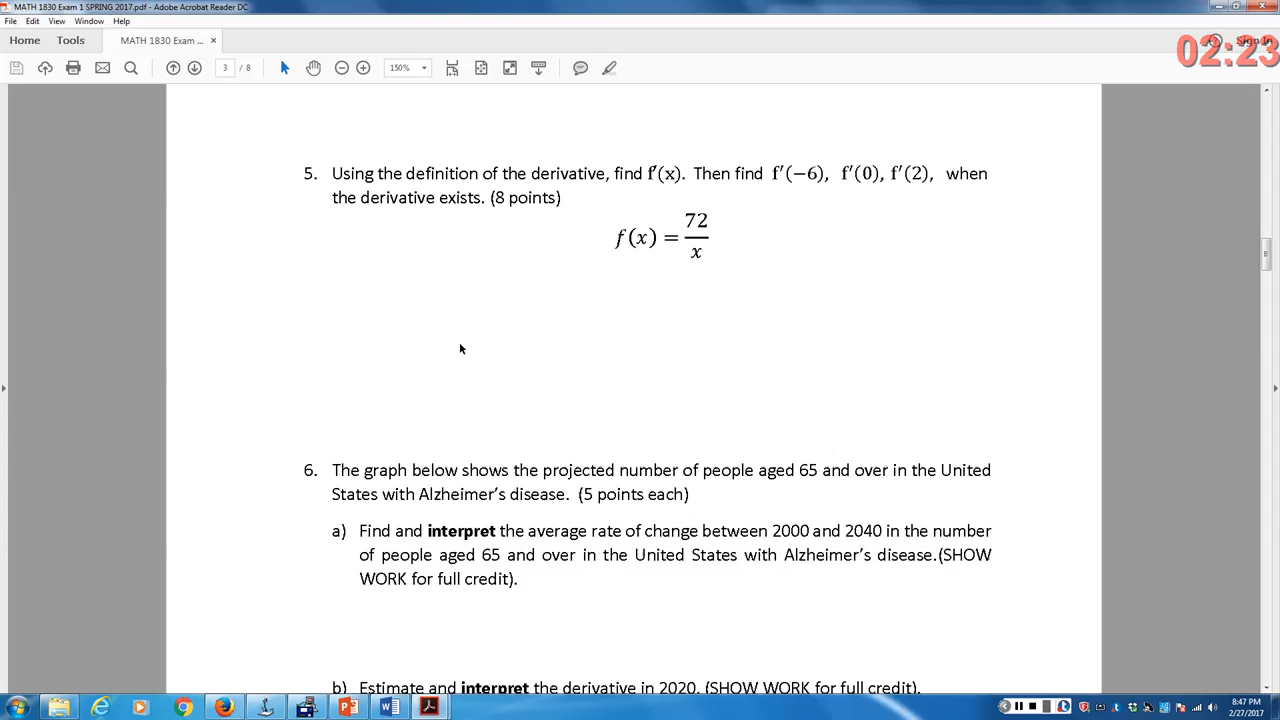 MATH 1830 Exam 1 SPRING 2017.pdf - Adobe Acrobat Reader DC
File Edit View Window Help
Home Tools MATH 1830 Exam ... ×
Sign In
02:23
3 / 8 150%
5. Using the definition of the derivative, find f′(x). Then find f′(−6), f′(0), f′(2), when
the derivative exists. (8 points)
f(x) = 72/x
6. The graph below shows the projected number of people aged 65 and over in the United
States with Alzheimer's disease. (5 points each)
a) Find and interpret the average rate of change between 2000 and 2040 in the number
of people aged 65 and over in the United States with Alzheimer's disease.(SHOW
WORK for full credit).
b) Estimate and interpret the derivative in 2020. (SHOW WORK for full credit).
8:47 PM
2/27/2017